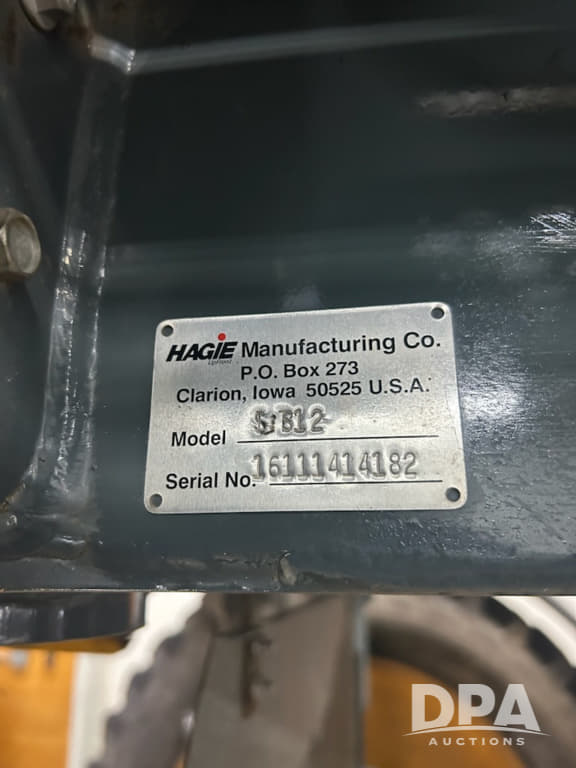 HAGIE Manufacturing Co.
P.O. Box 273
Clarion, Iowa 50525 U.S.A.
Model
Serial No. 16111414182
DPA
AUCTIONS